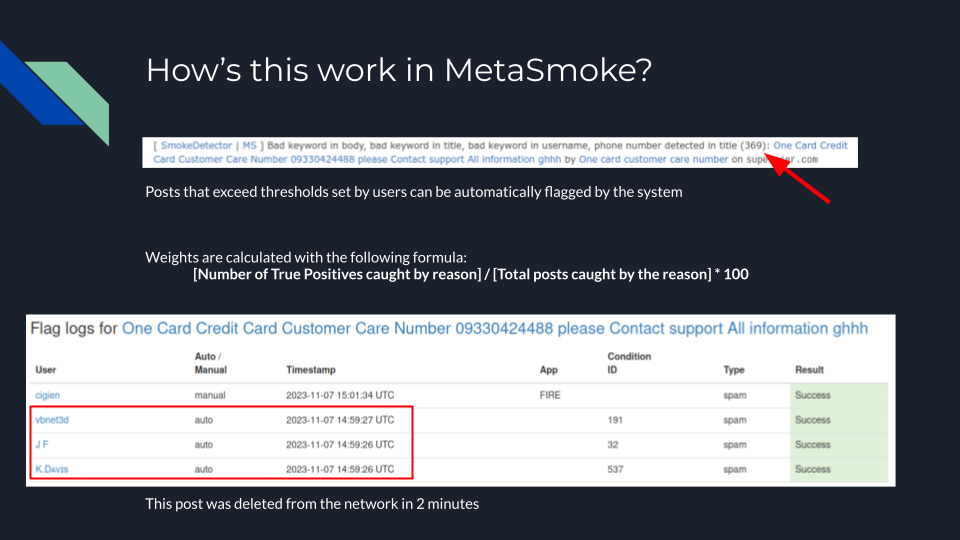 How's this work in MetaSmoke?
[ SmokeDetector | MS ] Bad keyword in body, bad keyword in title, bad keyword in username, phone number detected in title (369): One Card Credit
Card Customer Care Number 09330424488 please Contact support All information ghhh by One card customer care number on superuser.com
Posts that exceed thresholds set by users can be automatically flagged by the system
Weights are calculated with the following formula:
[Number of True Positives caught by reason] / [Total posts caught by the reason] * 100
Flag logs for One Card Credit Card Customer Care Number 09330424488 please Contact support All information ghhh
User Auto / Manual Timestamp App Condition ID Type Result
cigien manual 2023-11-07 15:01:34 UTC FIRE spam Success
vbnet3d auto 2023-11-07 14:59:27 UTC 191 spam Success
J F auto 2023-11-07 14:59:26 UTC 32 spam Success
K.Davis auto 2023-11-07 14:59:26 UTC 537 spam Success
This post was deleted from the network in 2 minutes